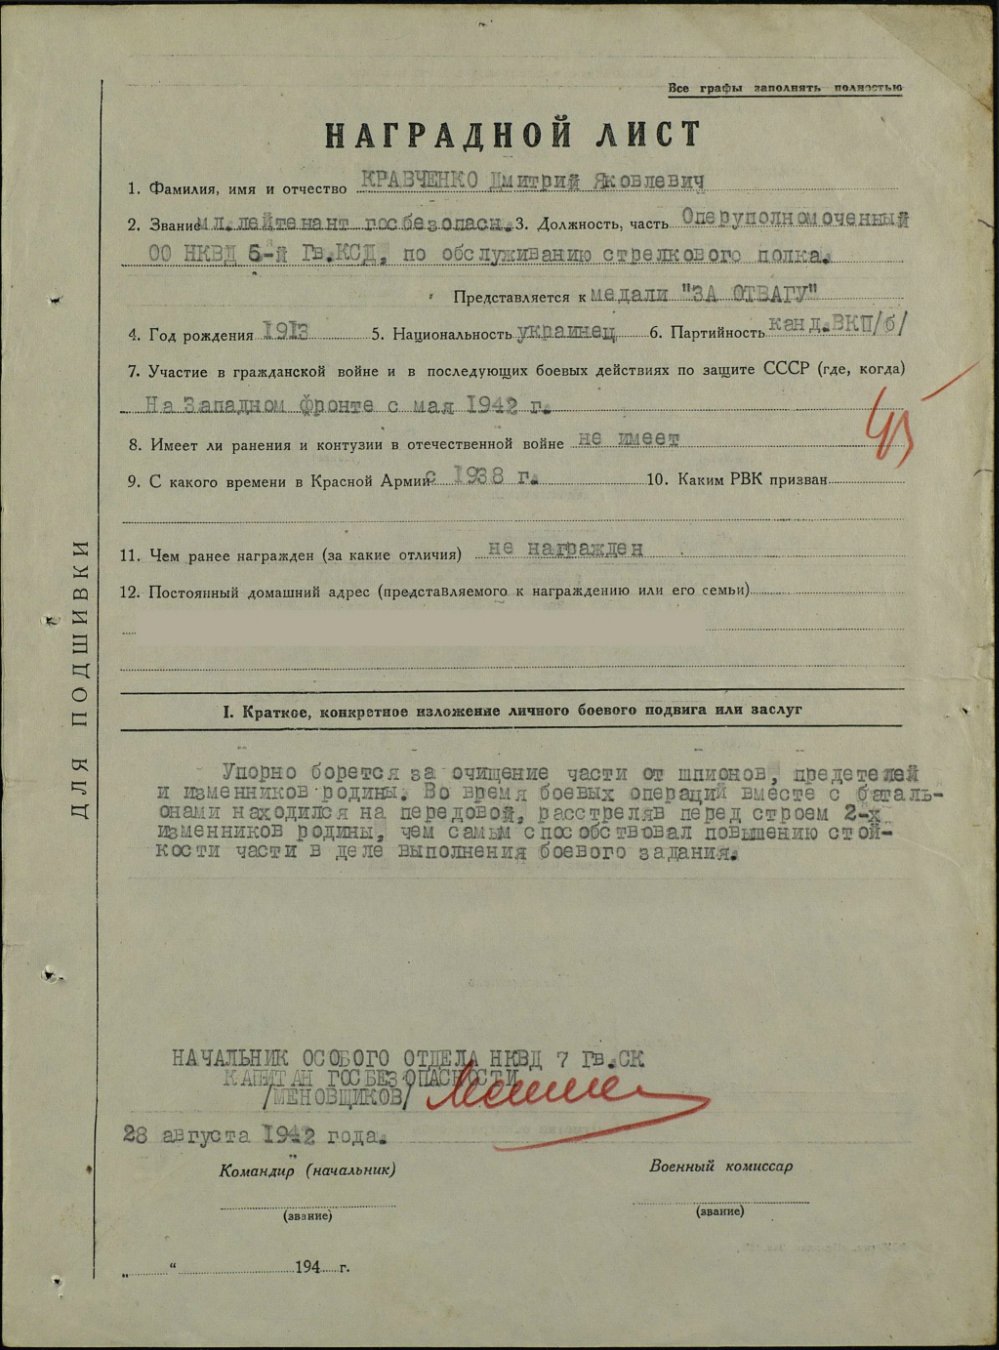 Все графы заполнять полностью
НАГРАДНОЙ ЛИСТ
1. Фамилия, имя и отчество КРАВЧЕНКО Дмитрий Яковлевич
2. Звание мл.лейтенант госбезопасн. 3. Должность, часть Оперуполномоченный
ОО НКВД 5-й Гв.КСД, по обслуживанию стрелкового полка.
Представляется к медали "ЗА ОТВАГУ"
4. Год рождения 1913 5. Национальность украинец 6. Партийность канд.ВКП/б/
7. Участие в гражданской войне и в последующих боевых действиях по защите СССР (где, когда)
На Западном фронте с мая 1942 г.
8. Имеет ли ранения и контузии в отечественной войне не имеет
9. С какого времени в Красной Армии с 1938 г. 10. Каким РВК призван
11. Чем ранее награжден (за какие отличия) не награжден
12. Постоянный домашний адрес (представляемого к награждению или его семьи)
ДЛЯ ПОДШИВКИ
I. Краткое, конкретное изложение личного боевого подвига или заслуг
Упорно борется за очищение части от шпионов, предетелей
и изменников родины. Во время боевых операций вместе с баталь-
онами находился на передовой, расстреляв перед строем 2-х
изменников родины, чем самым способствовал повышению стой-
кости части в деле выполнения боевого задания.
НАЧАЛЬНИК ОСОБОГО ОТДЕЛА НКВД 7 Гв.СК
КАПИТАН ГОСБЕЗОПАСНОСТИ
/МЕНОВЩИКОВ/
28 августа 1942 года.
Командир (начальник) Военный комиссар
(звание) (звание)
„ “ 194 г.